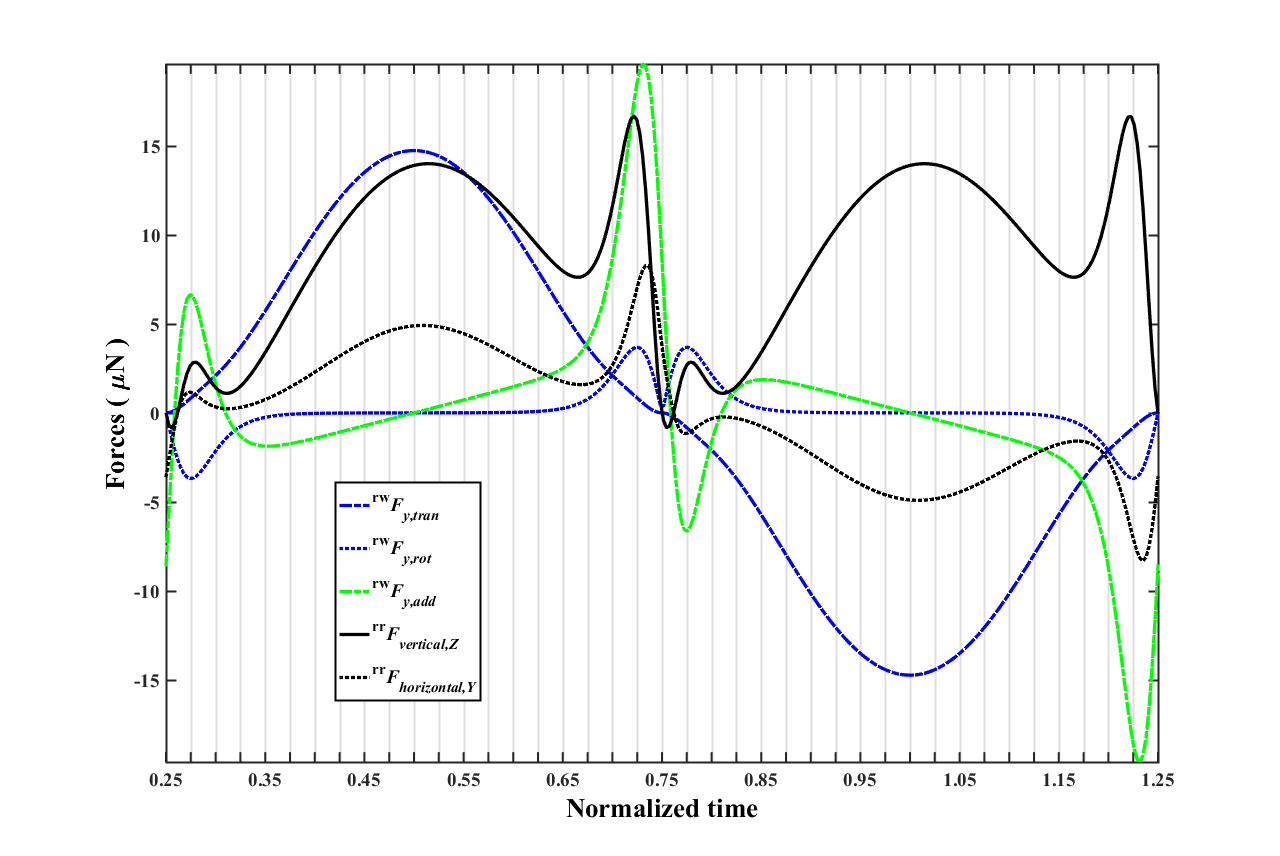 15
10
5
0
-5
-10
-15
Forces ( μN )
rwFy,tran
rwFy,rot
rwFy,add
rrFvertical,Z
rrFhorizontal,Y
0.25 0.35 0.45 0.55 0.65 0.75 0.85 0.95 1.05 1.15 1.25
Normalized time